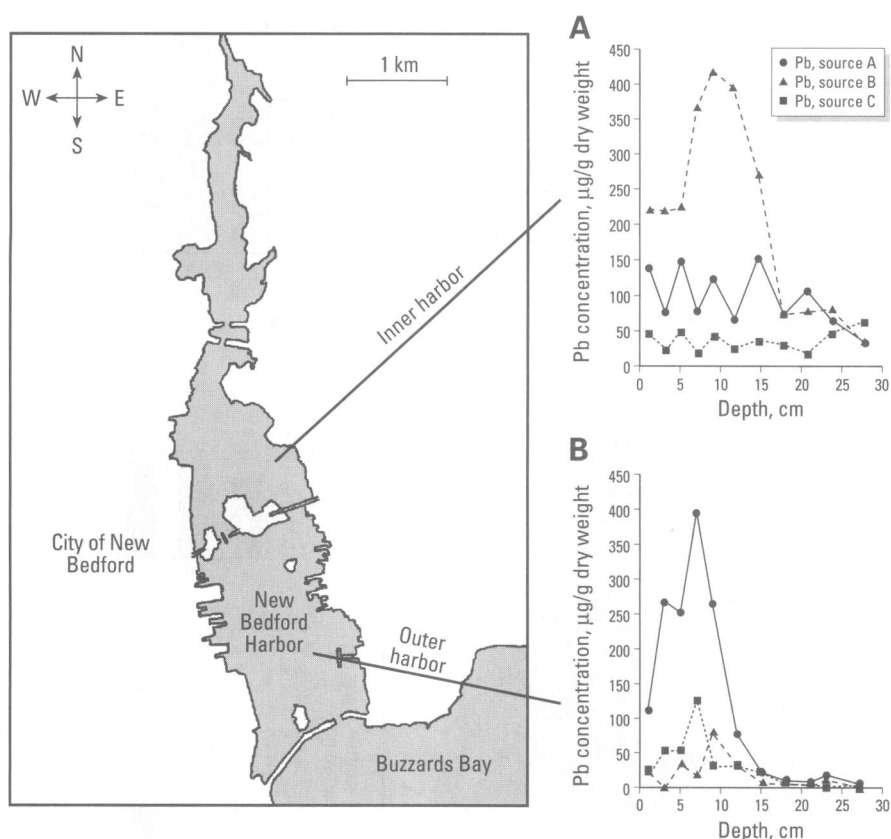 N
W E
S
1 km
Inner harbor
City of New
Bedford
New
Bedford
Harbor
Outer
harbor
Buzzards Bay
A
Pb concentration, µg/g dry weight
450
400
350
300
250
200
150
100
50
0
0 5 10 15 20 25 30
Depth, cm
Pb, source A
Pb, source B
Pb, source C
B
Pb concentration, µg/g dry weight
450
400
350
300
250
200
150
100
50
0
0 5 10 15 20 25 30
Depth, cm